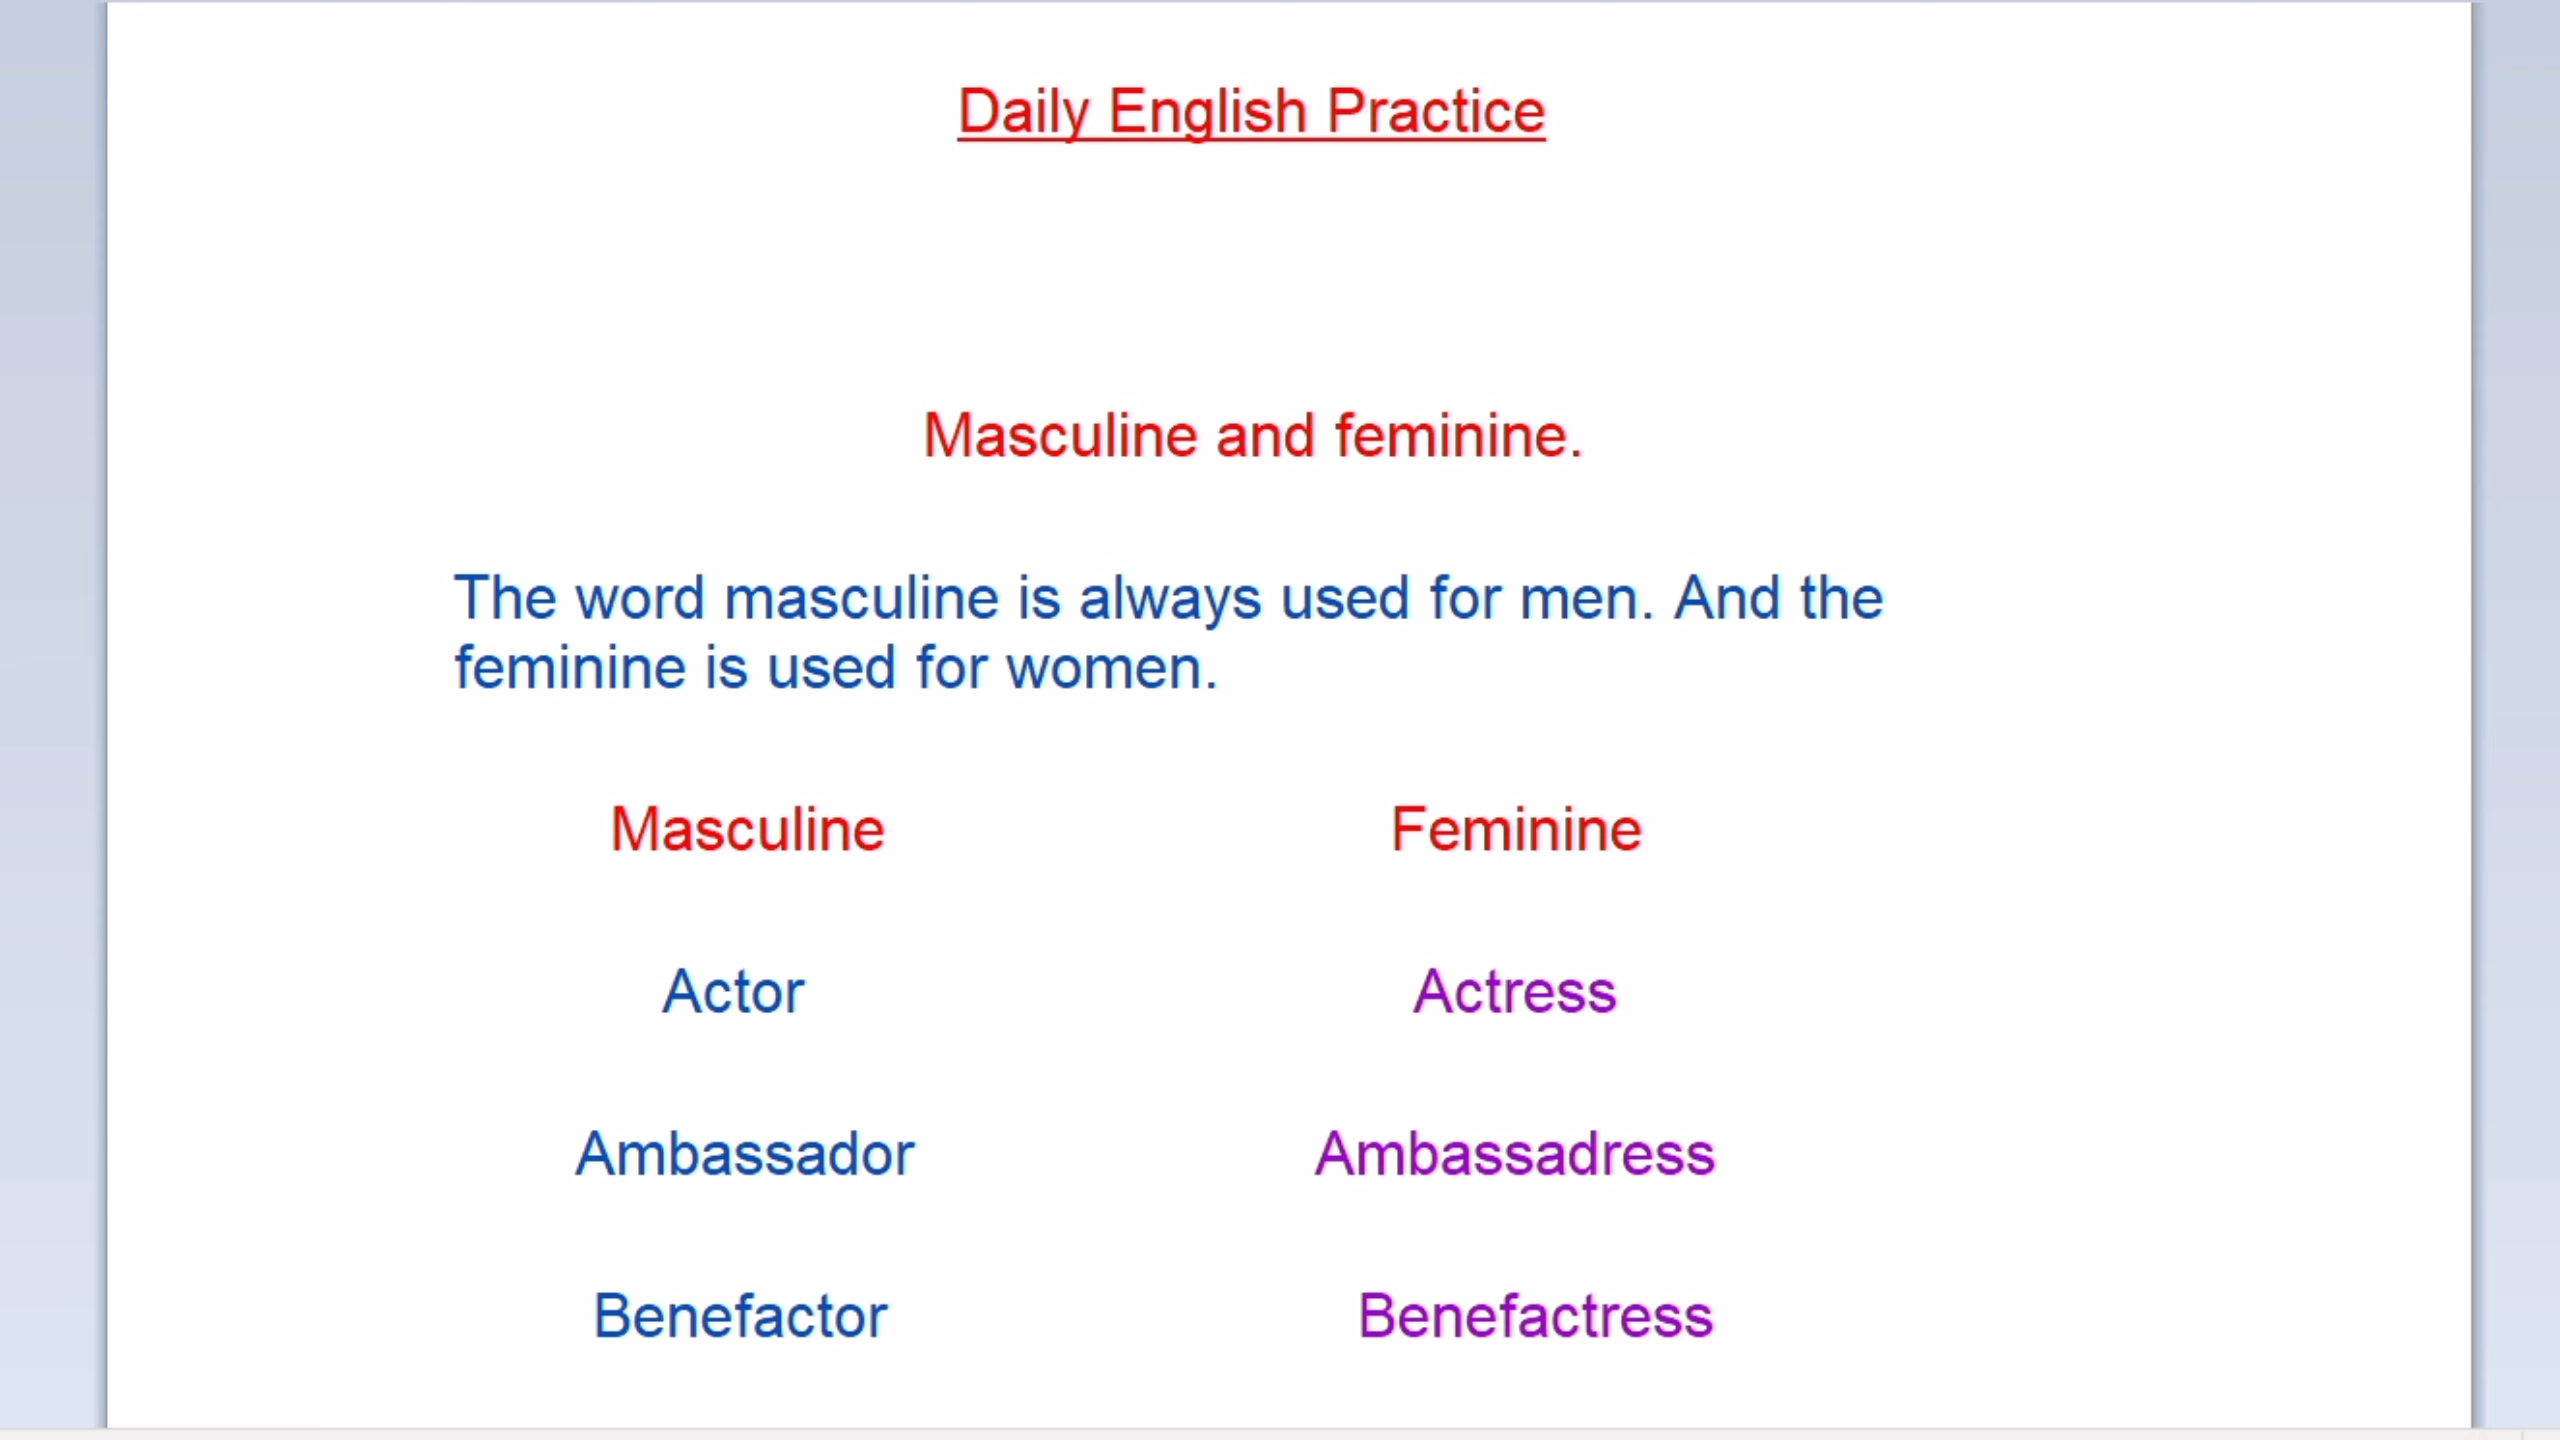 Daily English Practice
Masculine and feminine.
The word masculine is always used for men. And the
feminine is used for women.
Masculine Feminine
Actor Actress
Ambassador Ambassadress
Benefactor Benefactress